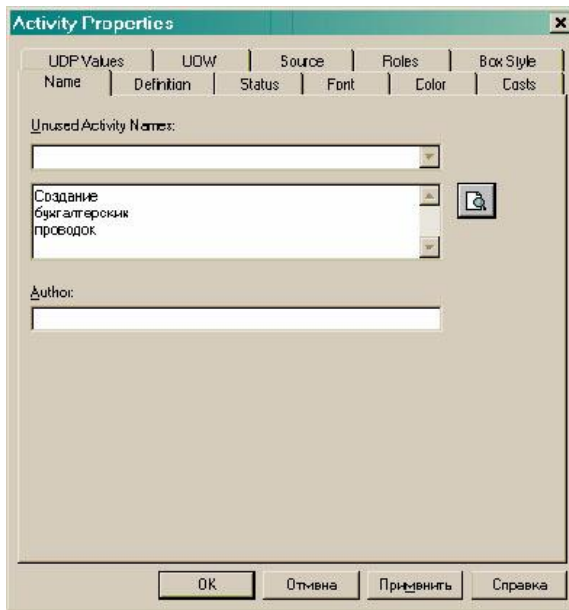 Activity Properties
UDP Values UOW Source Roles Box Style
Name Definition Status Font Color Costs
Unused Activity Names:
Создание
бухгалтерских
проводок
Author:
OK Отмена Применить Справка